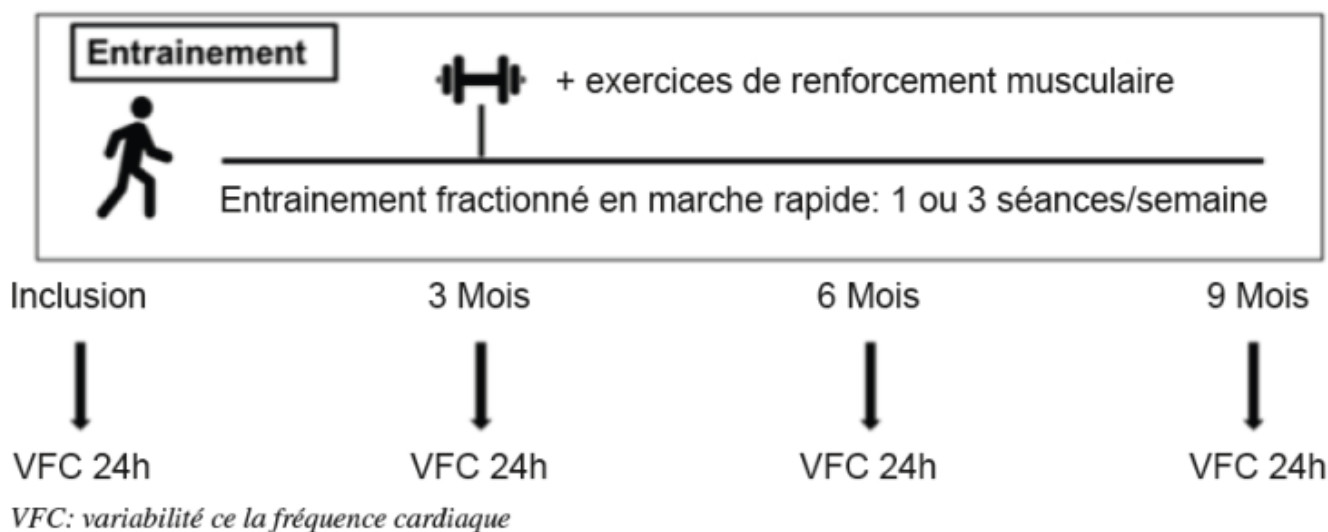 Entrainement
+ exercices de renforcement musculaire
Entrainement fractionné en marche rapide: 1 ou 3 séances/semaine
Inclusion 3 Mois 6 Mois 9 Mois
VFC 24h VFC 24h VFC 24h VFC 24h
VFC: variabilité ce la fréquence cardiaque